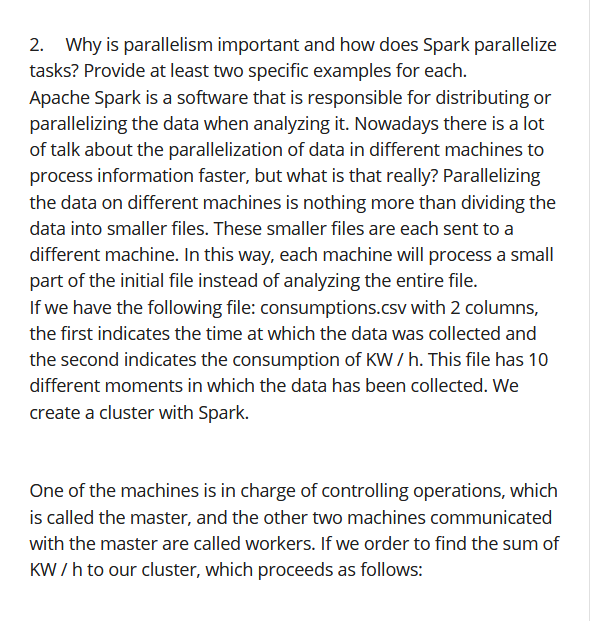 2. Why is parallelism important and how does Spark parallelize
tasks? Provide at least two specific examples for each.
Apache Spark is a software that is responsible for distributing or
parallelizing the data when analyzing it. Nowadays there is a lot
of talk about the parallelization of data in different machines to
process information faster, but what is that really? Parallelizing
the data on different machines is nothing more than dividing the
data into smaller files. These smaller files are each sent to a
different machine. In this way, each machine will process a small
part of the initial file instead of analyzing the entire file.
If we have the following file: consumptions.csv with 2 columns,
the first indicates the time at which the data was collected and
the second indicates the consumption of KW / h. This file has 10
different moments in which the data has been collected. We
create a cluster with Spark.
One of the machines is in charge of controlling operations, which
is called the master, and the other two machines communicated
with the master are called workers. If we order to find the sum of
KW / h to our cluster, which proceeds as follows: